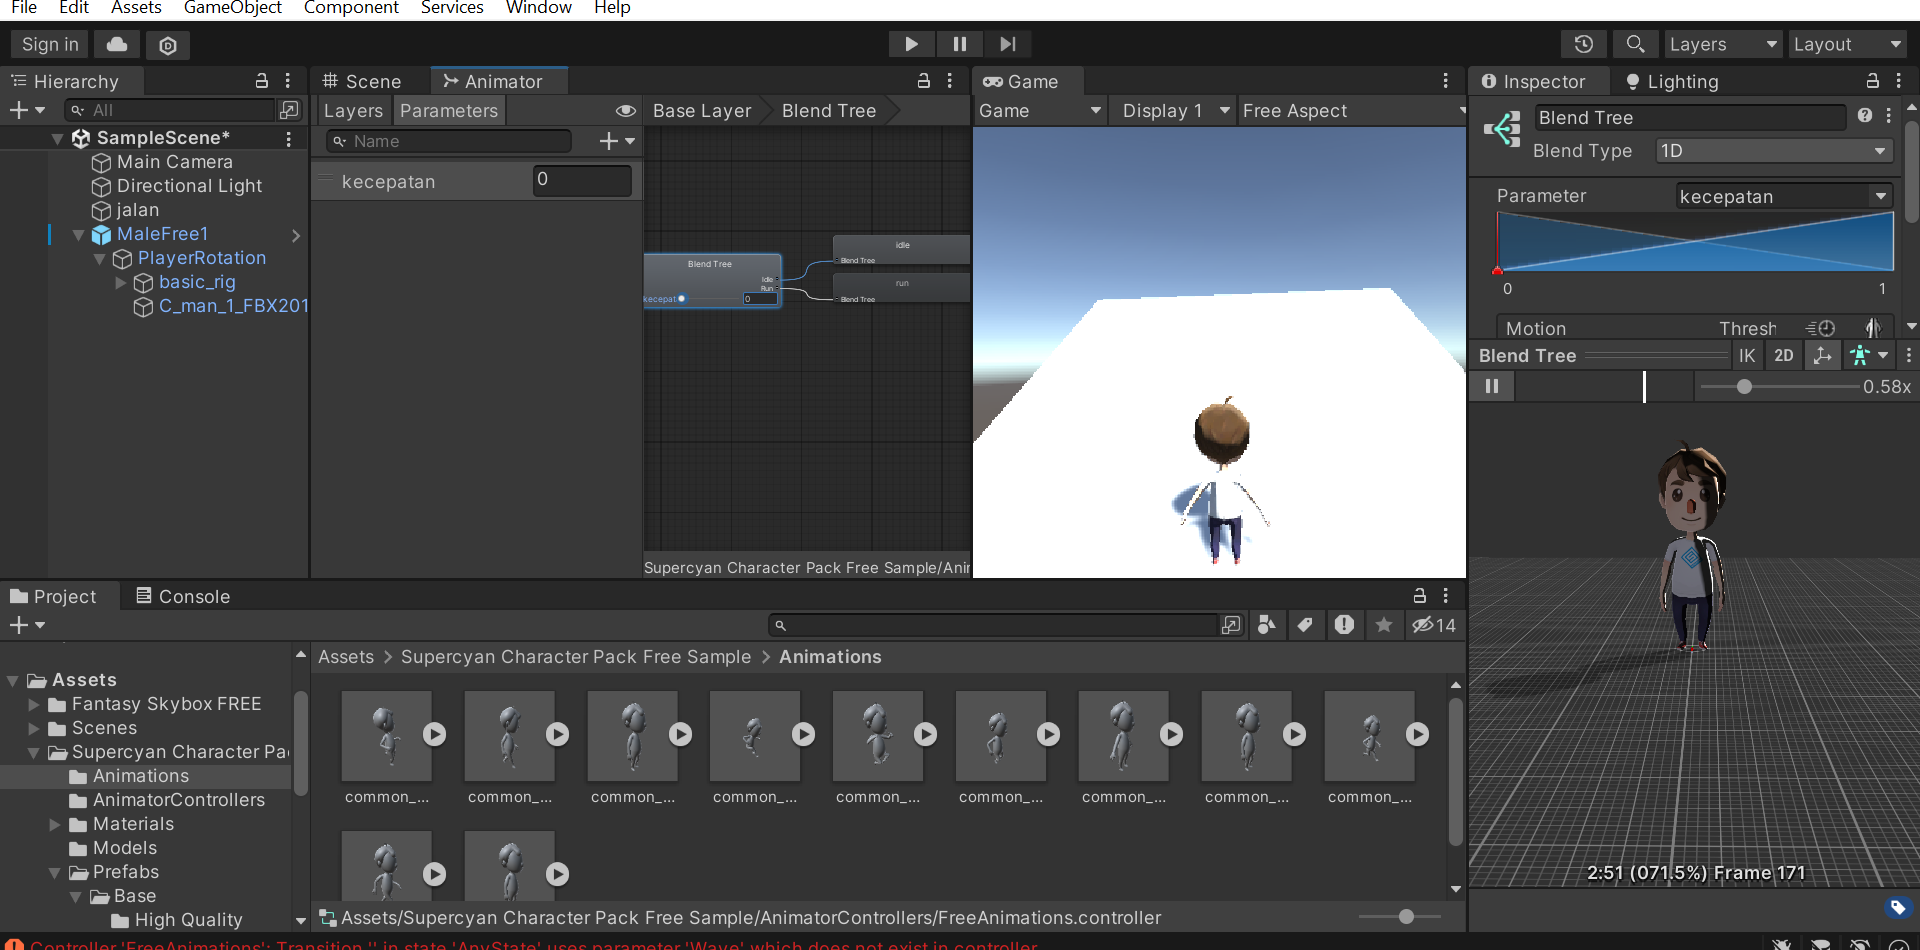 File Edit Assets GameObject Component Services Window Help
Sign in
Layers Layout
Hierarchy
All
SampleScene*
Main Camera
Directional Light
jalan
MaleFree1
PlayerRotation
basic_rig
C_man_1_FBX201
Scene Animator
Layers Parameters
Name
kecepatan 0
Base Layer Blend Tree
Blend Tree
Idle
Run
kecepat 0
idle
Blend Tree
run
Blend Tree
Supercyan Character Pack Free Sample/Anir
Game
Game Display 1 Free Aspect
Inspector Lighting
Blend Tree
Blend Type 1D
Parameter kecepatan
0 1
Motion Thresh
Blend Tree IK 2D
0.58x
2:51 (071.5%) Frame 171
Project Console
14
Assets
Fantasy Skybox FREE
Scenes
Supercyan Character Pa
Animations
AnimatorControllers
Materials
Models
Prefabs
Base
High Quality
Assets > Supercyan Character Pack Free Sample > Animations
common_... common_... common_... common_... common_... common_... common_... common_... common_...
Assets/Supercyan Character Pack Free Sample/AnimatorControllers/FreeAnimations.controller
Controller 'FreeAnimations': Transition '' in state 'AnyState' uses parameter 'Wave' which does not exist in controller